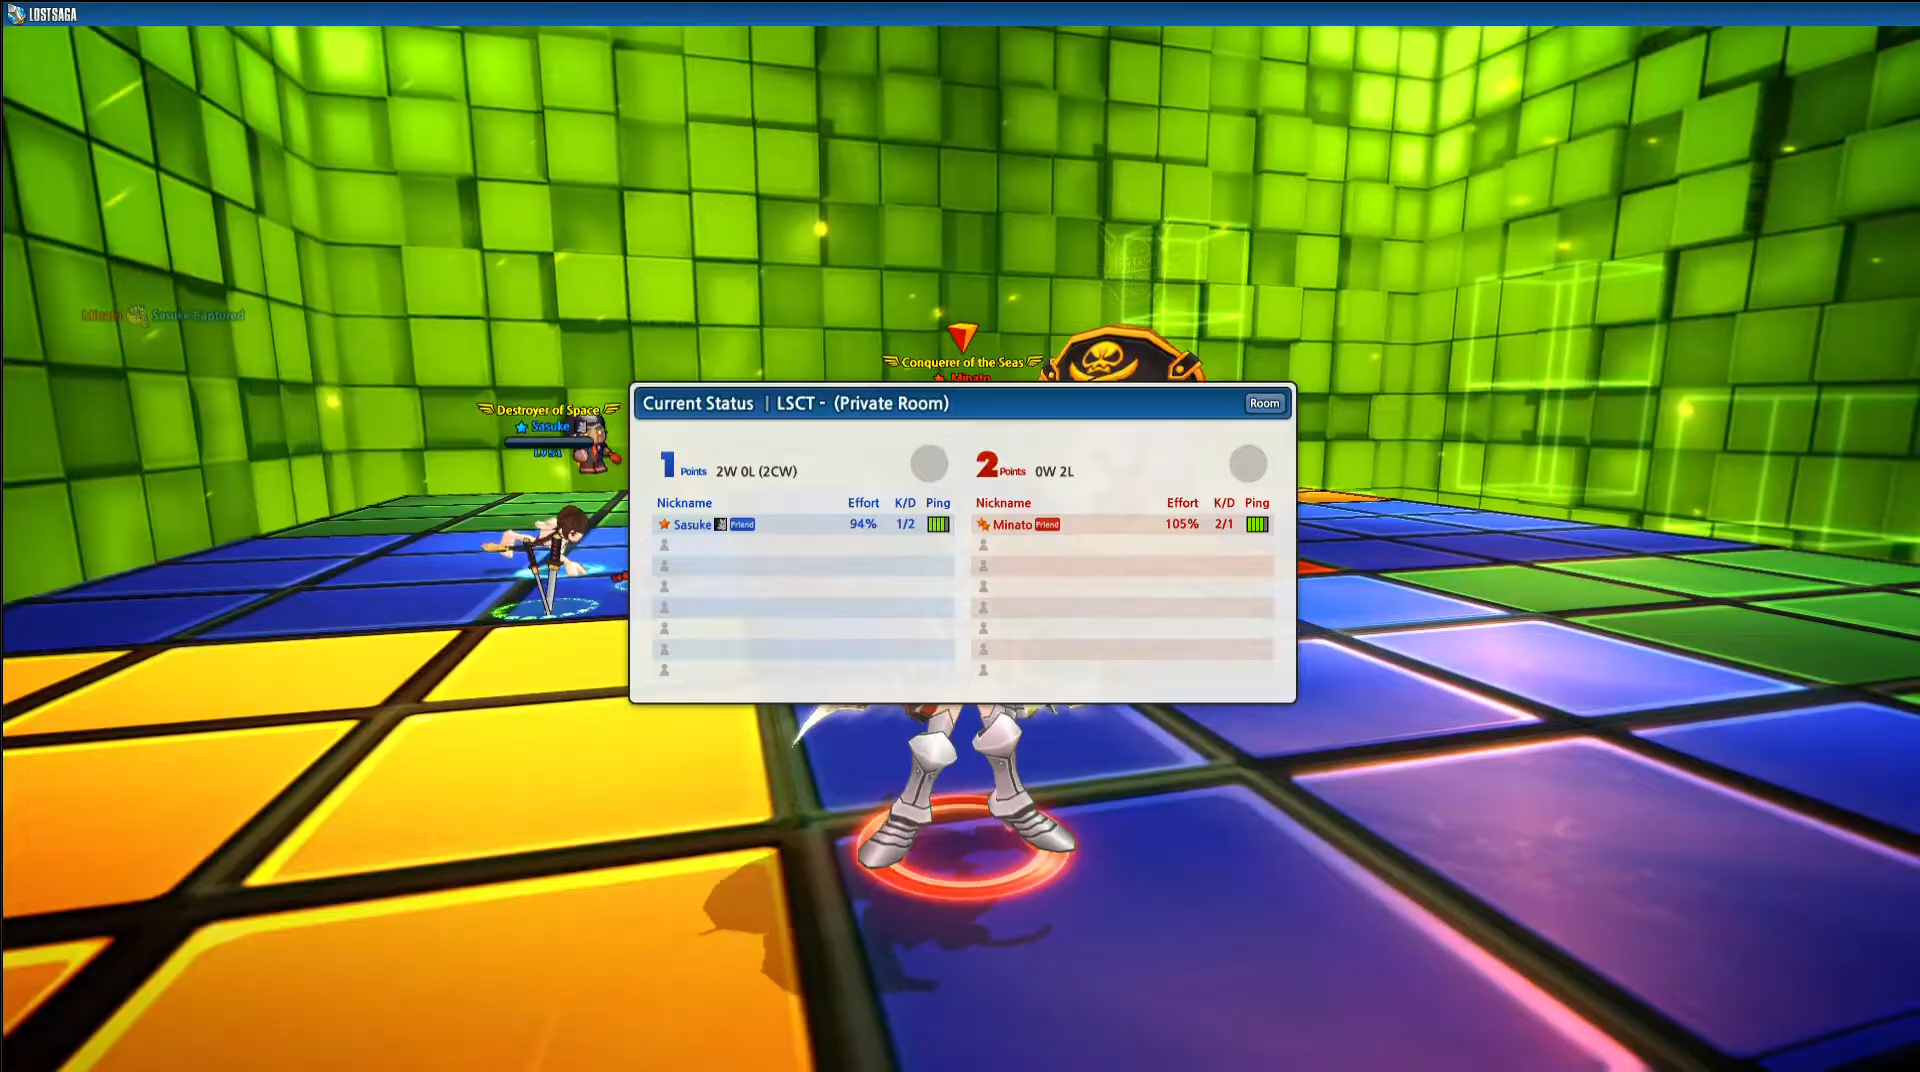 LOSTSAGA
Minato Sasuke Captured
Conquerer of the Seas
Minato
Destroyer of Space
Sasuke
Current Status | LSCT - (Private Room)
Room
1 Points 2W 0L (2CW)
2 Points 0W 2L
Nickname Effort K/D Ping
Nickname Effort K/D Ping
Sasuke Friend 94% 1/2
Minato Friend 105% 2/1